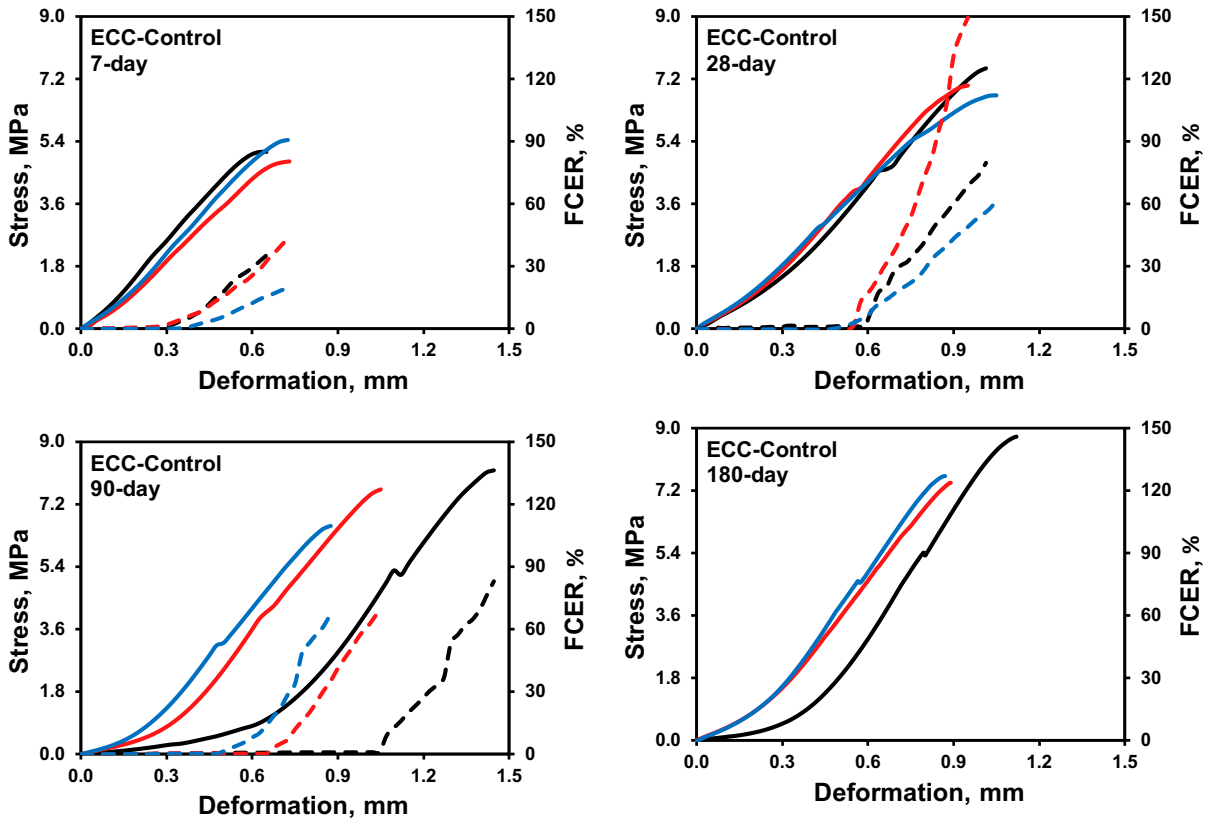 ECC-Control
7-day
9.0
7.2
5.4
3.6
1.8
0.0
Stress, MPa
150
120
90
60
30
0
FCER, %
0.0 0.3 0.6 0.9 1.2 1.5
Deformation, mm
ECC-Control
28-day
9.0
7.2
5.4
3.6
1.8
0.0
Stress, MPa
150
120
90
60
30
0
FCER, %
0.0 0.3 0.6 0.9 1.2 1.5
Deformation, mm
ECC-Control
90-day
9.0
7.2
5.4
3.6
1.8
0.0
Stress, MPa
150
120
90
60
30
0
FCER, %
0.0 0.3 0.6 0.9 1.2 1.5
Deformation, mm
ECC-Control
180-day
9.0
7.2
5.4
3.6
1.8
0.0
Stress, MPa
150
120
90
60
30
0
FCER, %
0.0 0.3 0.6 0.9 1.2 1.5
Deformation, mm